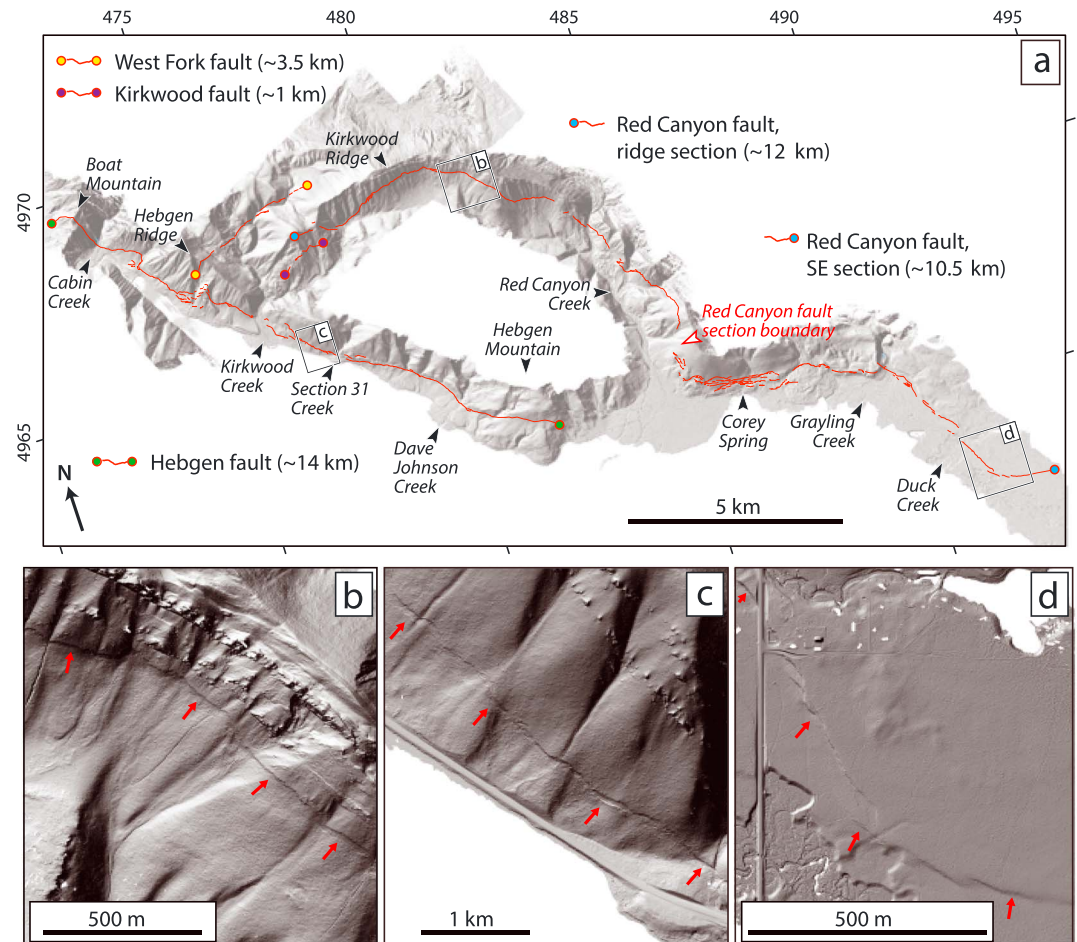 475
480
485
490
495
a
West Fork fault (~3.5 km)
Kirkwood fault (~1 km)
Red Canyon fault,
ridge section (~12 km)
Kirkwood
Ridge
b
Boat
Mountain
4970
Hebgen
Ridge
Red Canyon fault,
SE section (~10.5 km)
Cabin
Creek
Red Canyon
Creek
Red Canyon fault
section boundary
c
Hebgen
Mountain
Kirkwood
Creek
Section 31
Creek
Corey
Spring
Grayling
Creek
4965
d
Hebgen fault (~14 km)
Dave
Johnson
Creek
Duck
Creek
N
5 km
b
c
d
500 m
1 km
500 m